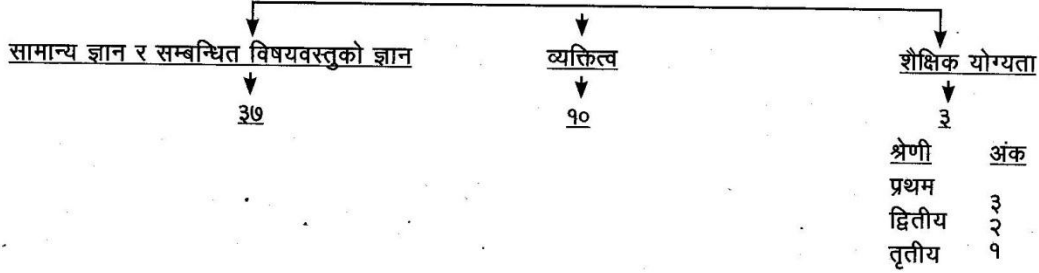 सामान्य ज्ञान र सम्बन्धित विषयवस्तुको ज्ञान व्यक्तित्व शैक्षिक योग्यता
३७ १० ३
श्रेणी अंक
प्रथम ३
द्वितीय २
तृतीय १